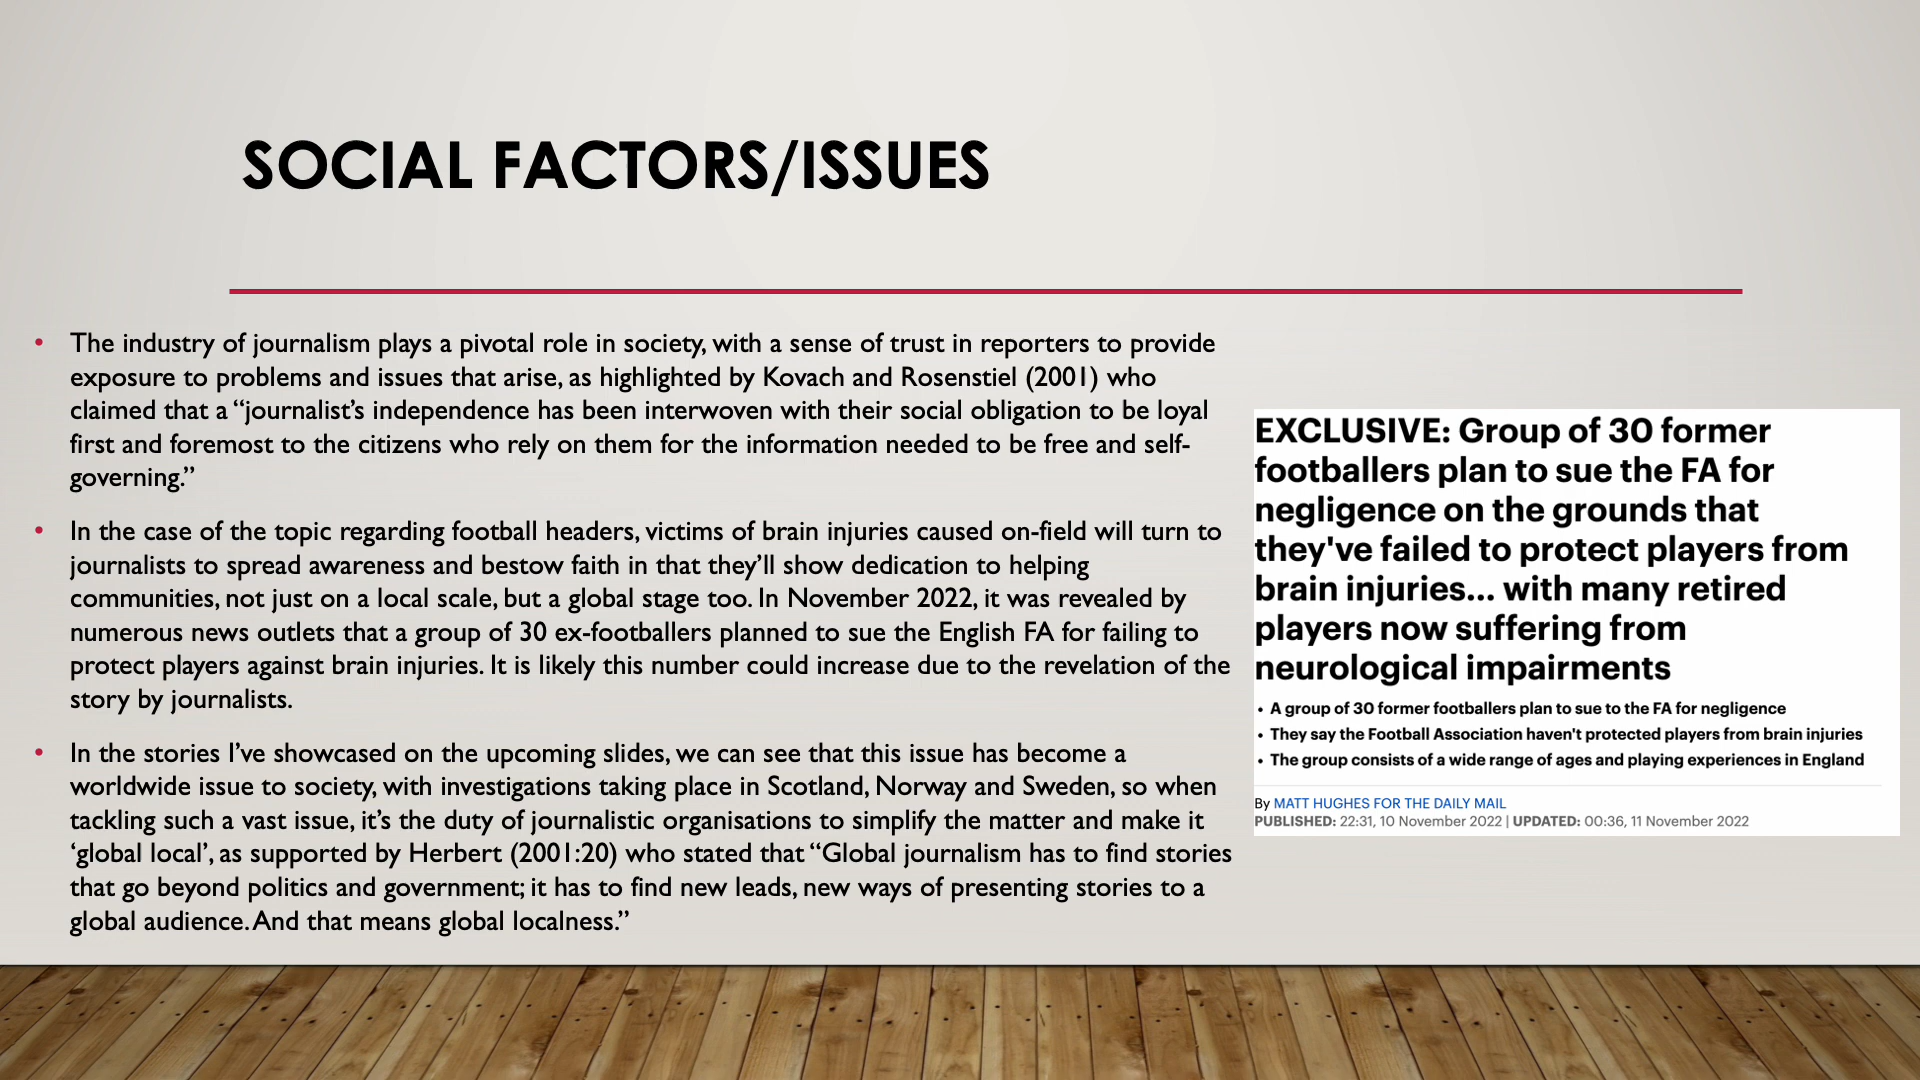 SOCIAL FACTORS/ISSUES
• The industry of journalism plays a pivotal role in society, with a sense of trust in reporters to provide
exposure to problems and issues that arise, as highlighted by Kovach and Rosenstiel (2001) who
claimed that a “journalist’s independence has been interwoven with their social obligation to be loyal
first and foremost to the citizens who rely on them for the information needed to be free and self-
governing.”
• In the case of the topic regarding football headers, victims of brain injuries caused on-field will turn to
journalists to spread awareness and bestow faith in that they’ll show dedication to helping
communities, not just on a local scale, but a global stage too. In November 2022, it was revealed by
numerous news outlets that a group of 30 ex-footballers planned to sue the English FA for failing to
protect players against brain injuries. It is likely this number could increase due to the revelation of the
story by journalists.
• In the stories I’ve showcased on the upcoming slides, we can see that this issue has become a
worldwide issue to society, with investigations taking place in Scotland, Norway and Sweden, so when
tackling such a vast issue, it’s the duty of journalistic organisations to simplify the matter and make it
‘global local’, as supported by Herbert (2001:20) who stated that “Global journalism has to find stories
that go beyond politics and government; it has to find new leads, new ways of presenting stories to a
global audience. And that means global localness.”
EXCLUSIVE: Group of 30 former
footballers plan to sue the FA for
negligence on the grounds that
they've failed to protect players from
brain injuries... with many retired
players now suffering from
neurological impairments
• A group of 30 former footballers plan to sue to the FA for negligence
• They say the Football Association haven't protected players from brain injuries
• The group consists of a wide range of ages and playing experiences in England
By MATT HUGHES FOR THE DAILY MAIL
PUBLISHED: 22:31, 10 November 2022 | UPDATED: 00:36, 11 November 2022